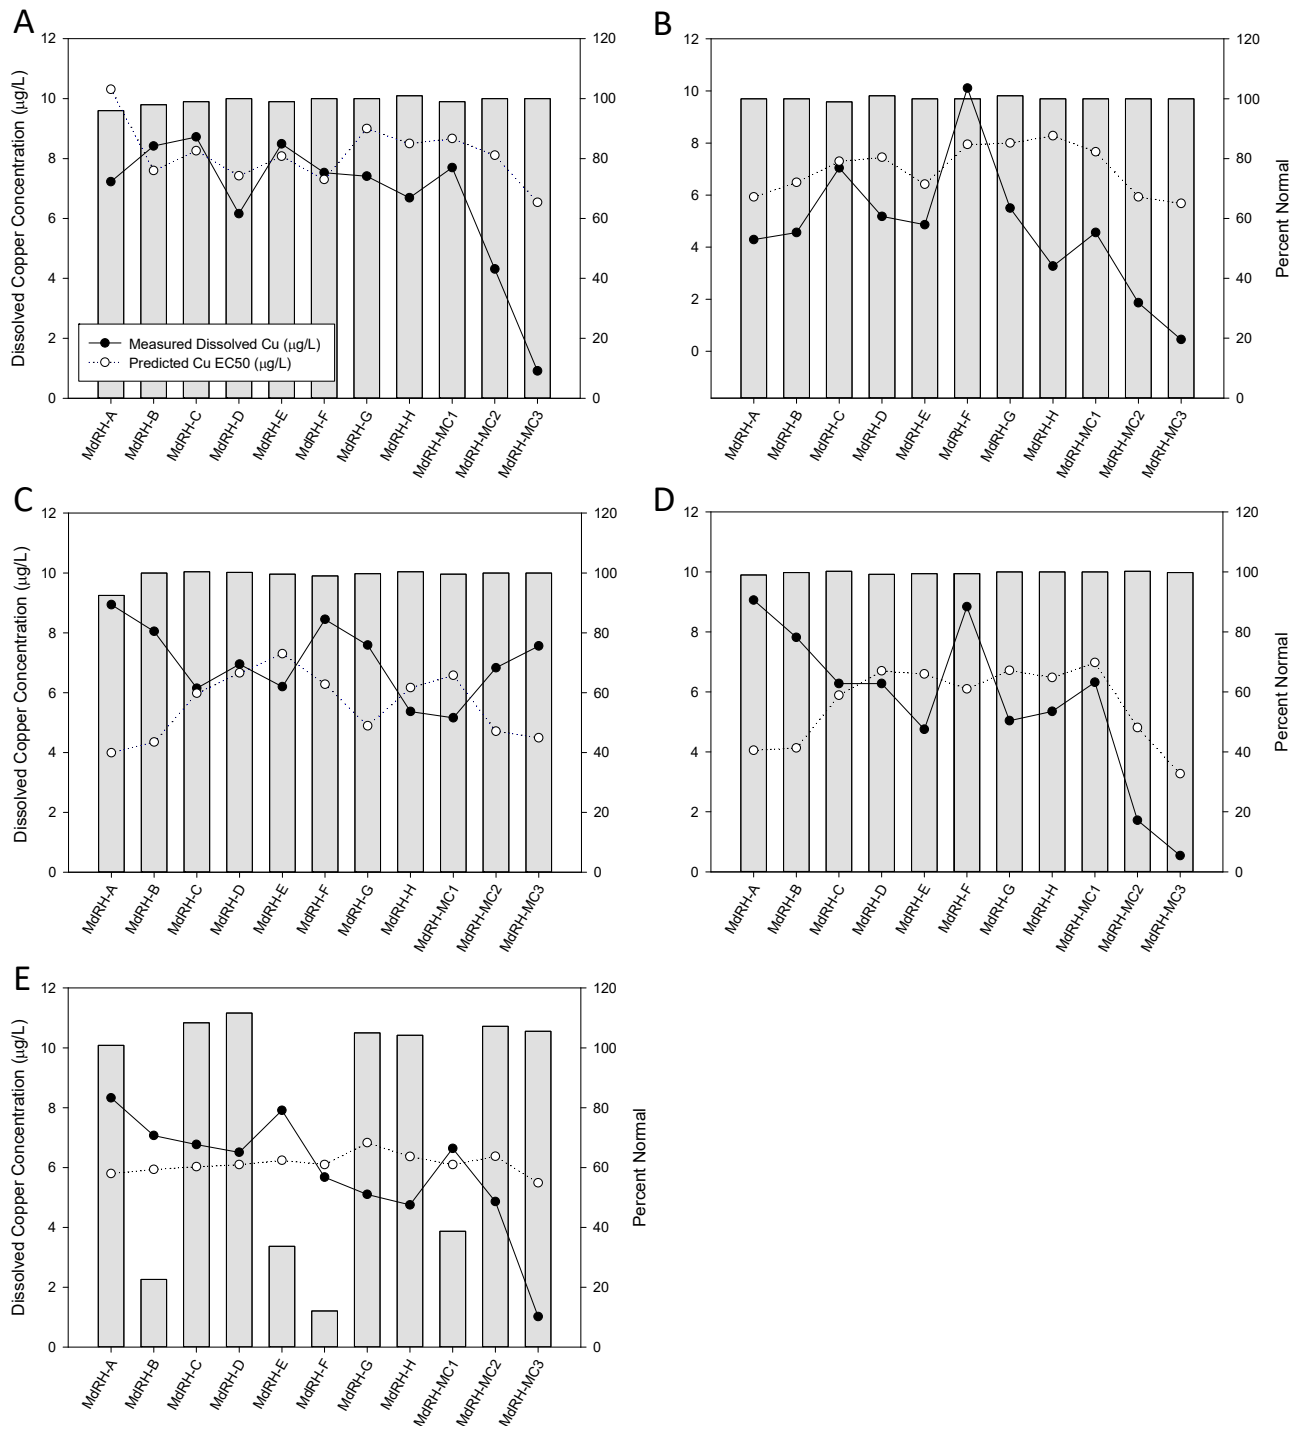 A
12
10
8
6
4
2
0
Dissolved Copper Concentration (μg/L)
120
100
80
60
40
20
0
Measured Dissolved Cu (μg/L)
Predicted Cu EC50 (μg/L)
MdRH-A
MdRH-B
MdRH-C
MdRH-D
MdRH-E
MdRH-F
MdRH-G
MdRH-H
MdRH-MC1
MdRH-MC2
MdRH-MC3
B
12
10
8
6
4
2
0
120
100
80
60
40
20
0
Percent Normal
MdRH-A
MdRH-B
MdRH-C
MdRH-D
MdRH-E
MdRH-F
MdRH-G
MdRH-H
MdRH-MC1
MdRH-MC2
MdRH-MC3
C
12
10
8
6
4
2
0
Dissolved Copper Concentration (μg/L)
120
100
80
60
40
20
0
MdRH-A
MdRH-B
MdRH-C
MdRH-D
MdRH-E
MdRH-F
MdRH-G
MdRH-H
MdRH-MC1
MdRH-MC2
MdRH-MC3
D
12
10
8
6
4
2
0
120
100
80
60
40
20
0
Percent Normal
MdRH-A
MdRH-B
MdRH-C
MdRH-D
MdRH-E
MdRH-F
MdRH-G
MdRH-H
MdRH-MC1
MdRH-MC2
MdRH-MC3
E
12
10
8
6
4
2
0
Dissolved Copper Concentration (μg/L)
120
100
80
60
40
20
0
Percent Normal
MdRH-A
MdRH-B
MdRH-C
MdRH-D
MdRH-E
MdRH-F
MdRH-G
MdRH-H
MdRH-MC1
MdRH-MC2
MdRH-MC3